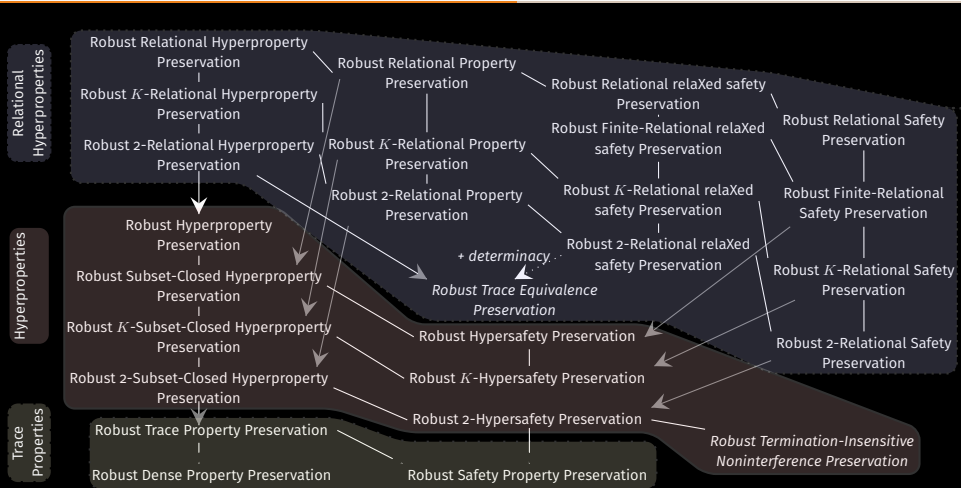 Relational
Hyperproperties
Robust Relational Hyperproperty
Preservation
Robust K-Relational Hyperproperty
Preservation
Robust 2-Relational Hyperproperty
Preservation
Robust Relational Property
Preservation
Robust K-Relational Property
Preservation
Robust 2-Relational Property
Preservation
Robust Relational relaXed safety
Preservation
Robust Finite-Relational relaXed
safety Preservation
Robust K-Relational relaXed
safety Preservation
Robust 2-Relational relaXed
safety Preservation
Robust Relational Safety
Preservation
Robust Finite-Relational
Safety Preservation
Robust K-Relational Safety
Preservation
Robust 2-Relational Safety
Preservation
+ determinacy
Robust Trace Equivalence
Preservation
Hyperproperties
Robust Hyperproperty
Preservation
Robust Subset-Closed Hyperproperty
Preservation
Robust K-Subset-Closed Hyperproperty
Preservation
Robust 2-Subset-Closed Hyperproperty
Preservation
Robust Hypersafety Preservation
Robust K-Hypersafety Preservation
Robust 2-Hypersafety Preservation
Robust Termination-Insensitive
Noninterference Preservation
Trace
Properties
Robust Trace Property Preservation
Robust Dense Property Preservation
Robust Safety Property Preservation